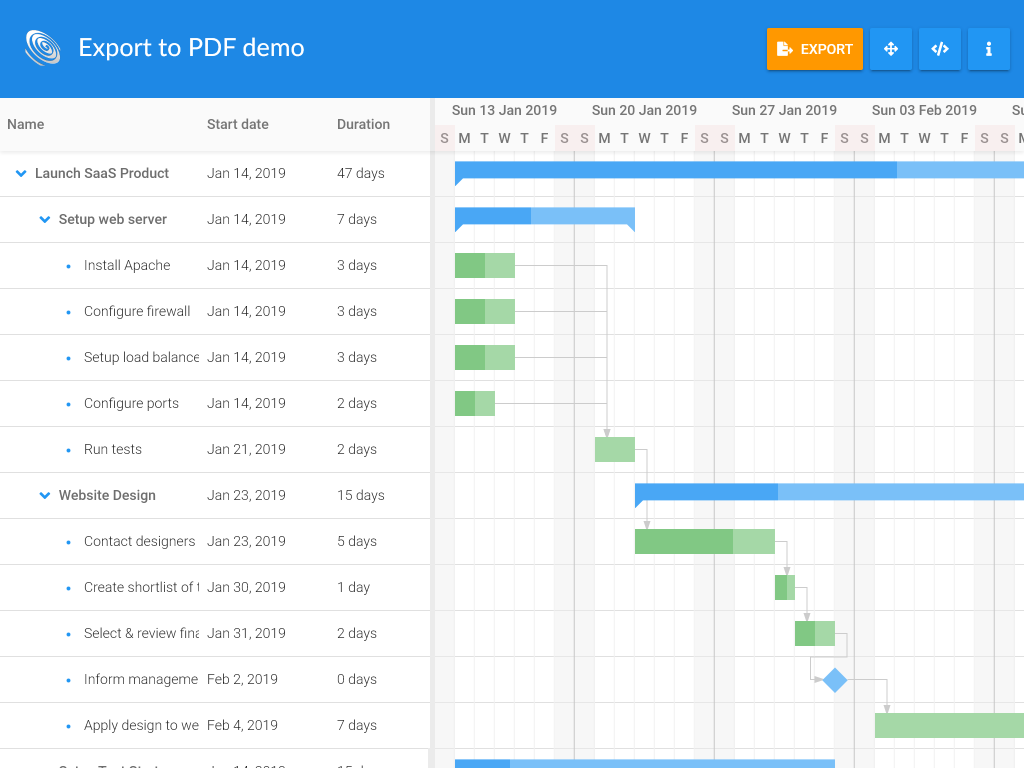 Export to PDF demo
EXPORT
Name Start date Duration
Sun 13 Jan 2019 Sun 20 Jan 2019 Sun 27 Jan 2019 Sun 03 Feb 2019
S M T W T F S S M T W T F S S M T W T F S S M T W T F S S M
Launch SaaS Product Jan 14, 2019 47 days
Setup web server Jan 14, 2019 7 days
Install Apache Jan 14, 2019 3 days
Configure firewall Jan 14, 2019 3 days
Setup load balance Jan 14, 2019 3 days
Configure ports Jan 14, 2019 2 days
Run tests Jan 21, 2019 2 days
Website Design Jan 23, 2019 15 days
Contact designers Jan 23, 2019 5 days
Create shortlist of Jan 30, 2019 1 day
Select & review fina Jan 31, 2019 2 days
Inform manageme Feb 2, 2019 0 days
Apply design to we Feb 4, 2019 7 days